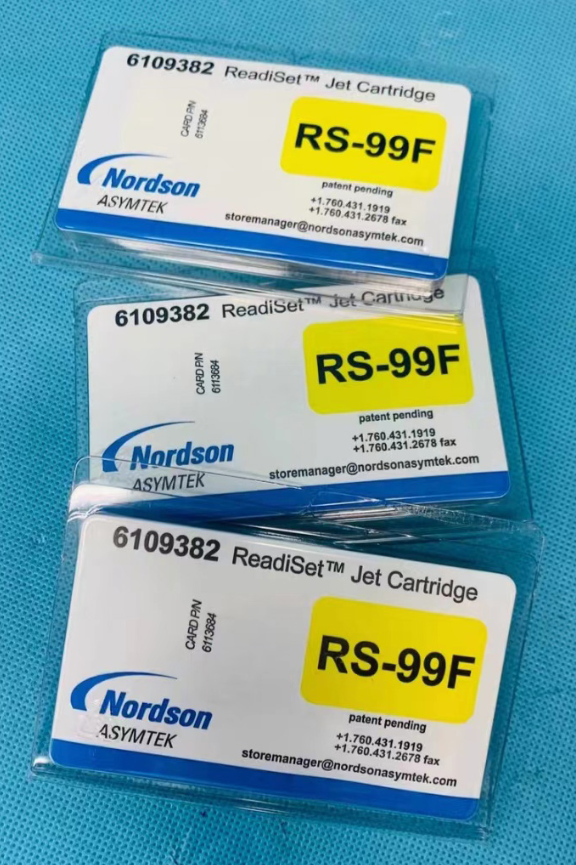 6109382 ReadiSet™ Jet Cartridge
CARD P/N
6113684
RS-99F
Nordson
ASYMTEK
patent pending
+1.760.431.1919
+1.760.431.2678 fax
storemanager@nordsonasymtek.com
6109382 ReadiSet™ Jet Cartridge
CARD P/N
6113684
RS-99F
Nordson
ASYMTEK
patent pending
+1.760.431.1919
+1.760.431.2678 fax
storemanager@nordsonasymtek.com
6109382 ReadiSet™ Jet Cartridge
CARD P/N
6113684
RS-99F
Nordson
ASYMTEK
patent pending
+1.760.431.1919
+1.760.431.2678 fax
storemanager@nordsonasymtek.com